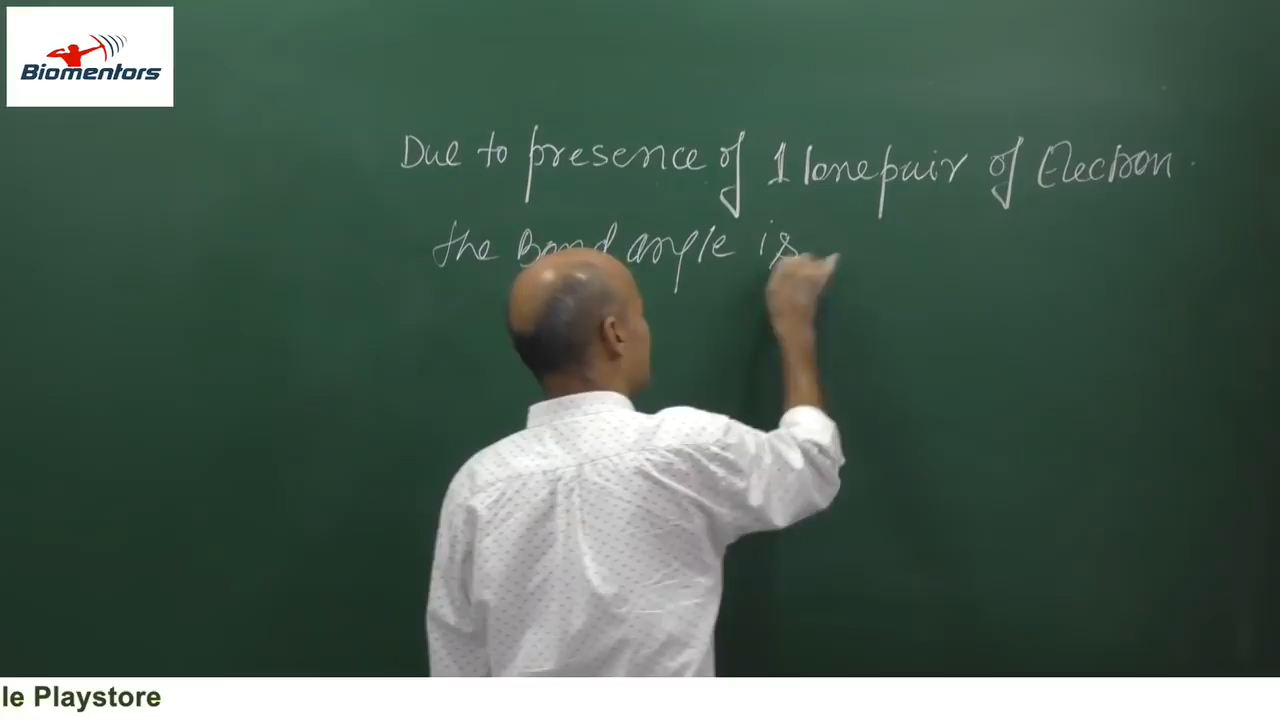 Biomentors
Due to presence of 1 lonepair of Electron.
the Bond angle is
le Playstore